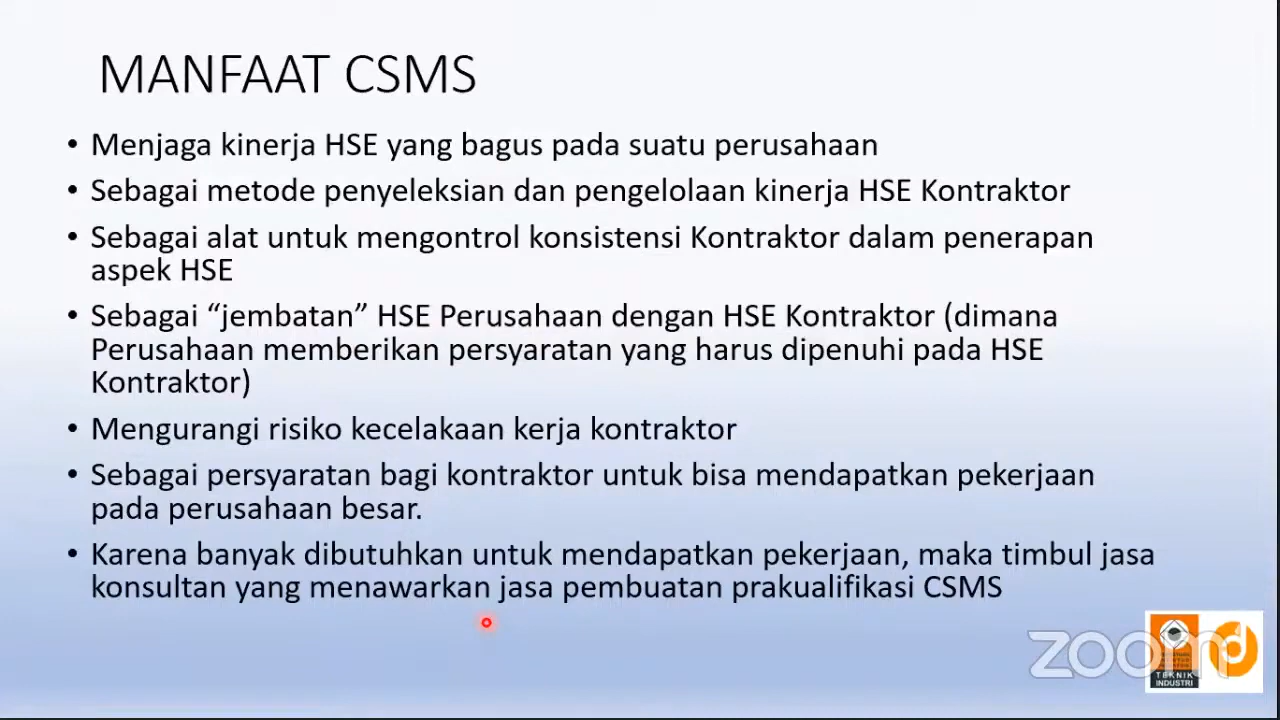 MANFAAT CSMS
• Menjaga kinerja HSE yang bagus pada suatu perusahaan
• Sebagai metode penyeleksian dan pengelolaan kinerja HSE Kontraktor
• Sebagai alat untuk mengontrol konsistensi Kontraktor dalam penerapan
aspek HSE
• Sebagai “jembatan” HSE Perusahaan dengan HSE Kontraktor (dimana
Perusahaan memberikan persyaratan yang harus dipenuhi pada HSE
Kontraktor)
• Mengurangi risiko kecelakaan kerja kontraktor
• Sebagai persyaratan bagi kontraktor untuk bisa mendapatkan pekerjaan
pada perusahaan besar.
• Karena banyak dibutuhkan untuk mendapatkan pekerjaan, maka timbul jasa
konsultan yang menawarkan jasa pembuatan prakualifikasi CSMS
zoom
TEKNIK
INDUSTRI